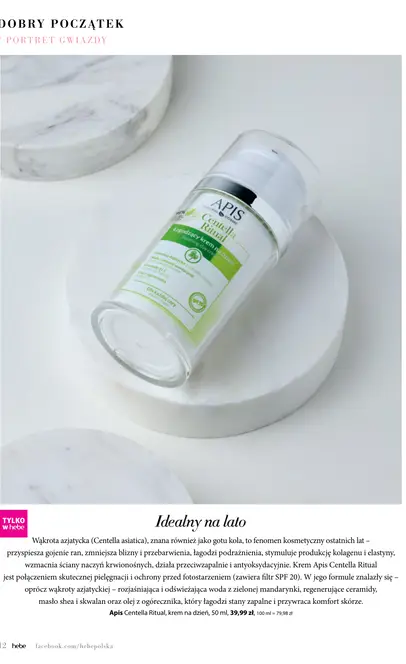 DOBRY POCZĄTEK
PORTRET GWIAZDY
APIS
Centella
Ritual
Łagodzący krem na dzień
TYLKO
w hebe
Idealny na lato
Wąkrota azjatycka (Centella asiatica), znana również jako gotu kola, to fenomen kosmetyczny ostatnich lat –
przyspiesza gojenie ran, zmniejsza blizny i przebarwienia, łagodzi podrażnienia, stymuluje produkcję kolagenu i elastyny,
wzmacnia ściany naczyń krwionośnych, działa przeciwzapalnie i antyoksydacyjnie. Krem Apis Centella Ritual
jest połączeniem skutecznej pielęgnacji i ochrony przed fotostarzeniem (zawiera filtr SPF 20). W jego formule znalazły się –
oprócz wąkroty azjatyckiej – rozjaśniająca i odświeżająca woda z zielonej mandarynki, regenerujące ceramidy,
masło shea i skwalan oraz olej z ogórecznika, który łagodzi stany zapalne i przywraca komfort skórze.
Apis Centella Ritual, krem na dzień, 50 ml, 39,99 zł, 100 ml = 79,98 zł
12 hebe facebook.com/hebepolska